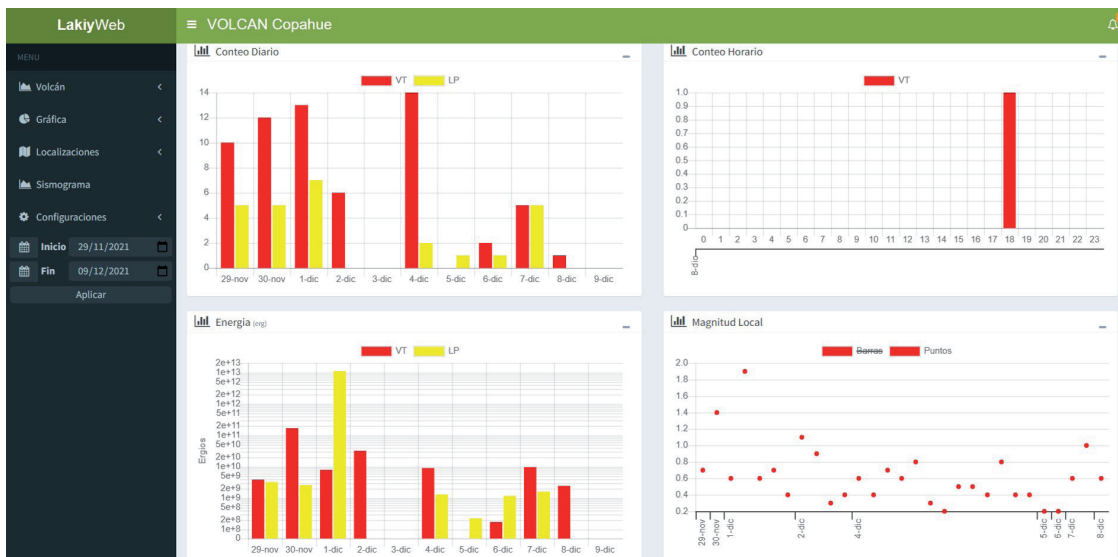 LakiyWeb
VOLCAN Copahue
MENU
Volcán
Gráfica
Localizaciones
Sismograma
Configuraciones
Inicio 29/11/2021
Fin 09/12/2021
Aplicar
Conteo Diario
VT LP
14
12
10
8
6
4
2
0
29-nov 30-nov 1-dic 2-dic 3-dic 4-dic 5-dic 6-dic 7-dic 8-dic 9-dic
Conteo Horario
VT
1.0
0.9
0.8
0.7
0.6
0.5
0.4
0.3
0.2
0.1
0
0 1 2 3 4 5 6 7 8 9 10 11 12 13 14 15 16 17 18 19 20 21 22 23
8-dic
Energia (erg)
VT LP
Ergios
2e+13
1e+13
5e+12
2e+12
1e+12
5e+11
2e+11
1e+11
5e+10
2e+10
1e+10
5e+9
2e+9
1e+9
5e+8
2e+8
1e+8
0
29-nov 30-nov 1-dic 2-dic 3-dic 4-dic 5-dic 6-dic 7-dic 8-dic 9-dic
Magnitud Local
Barras Puntos
2.0
1.8
1.6
1.4
1.2
1.0
0.8
0.6
0.4
0.2
29-nov 30-nov 1-dic 2-dic 4-dic 5-dic 6-dic 7-dic 8-dic